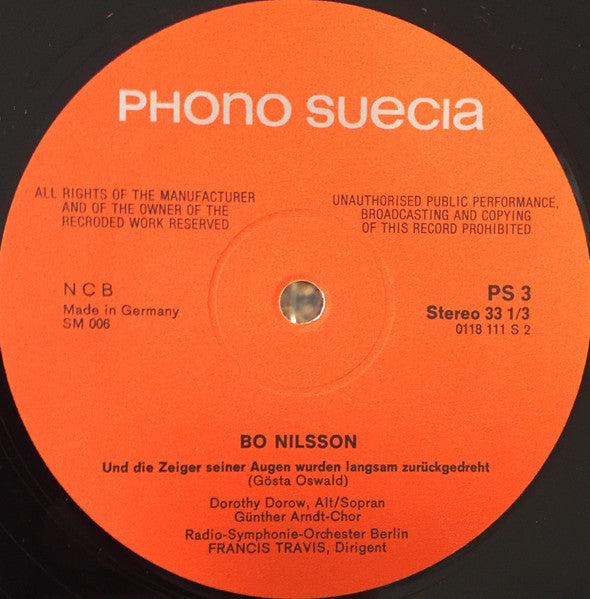 PHONO SUECIA
ALL RIGHTS OF THE MANUFACTURER
AND OF THE OWNER OF THE
RECRODED WORK RESERVED
UNAUTHORISED PUBLIC PERFORMANCE,
BROADCASTING AND COPYING
OF THIS RECORD PROHIBITED
NCB
Made in Germany
SM 006
PS 3
Stereo 33 1/3
0118 111 S 2
BO NILSSON
Und die Zeiger seiner Augen wurden langsam zurückgedreht
(Gösta Oswald)
Dorothy Dorow, Alt/Sopran
Günther Arndt-Chor
Radio-Symphonie-Orchester Berlin
FRANCIS TRAVIS, Dirigent